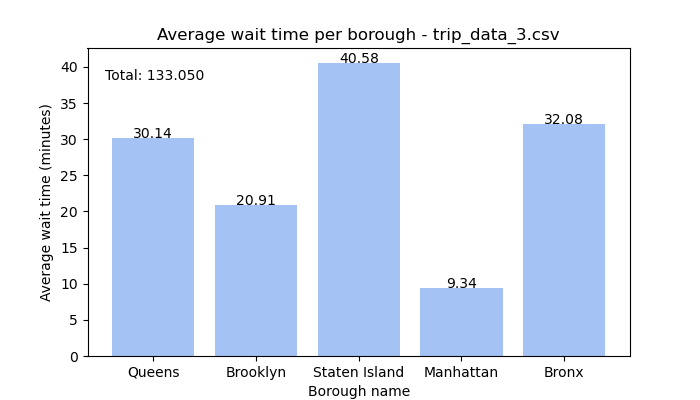 Average wait time per borough - trip_data_3.csv
Total: 133.050
40.58
32.08
30.14
20.91
9.34
40
35
30
25
20
15
10
5
0
Average wait time (minutes)
Queens Brooklyn Staten Island Manhattan Bronx
Borough name